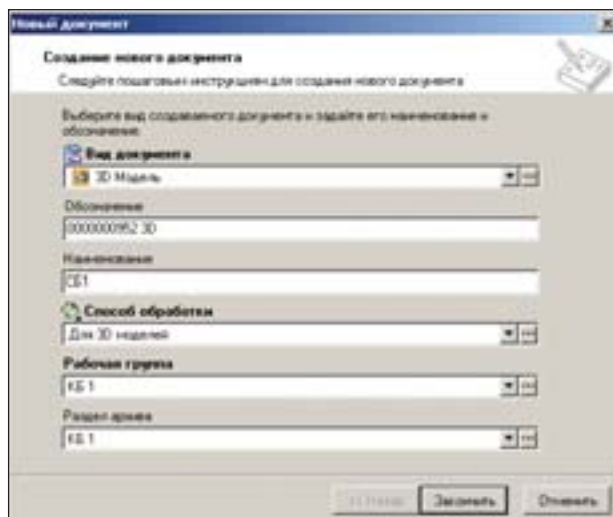 Новый документ
Создание нового документа
Следуйте пошаговым инструкциям для создания нового документа
Выберите вид создаваемого документа и задайте его наименование и
обозначение.
Вид документа
3D Модель
Обозначение
0000000952 3D
Наименование
СБ1
Способ обработки
Для 3D моделей
Рабочая группа
КБ 1
Раздел архива
КБ 1
<< Назад Закончить Отменить